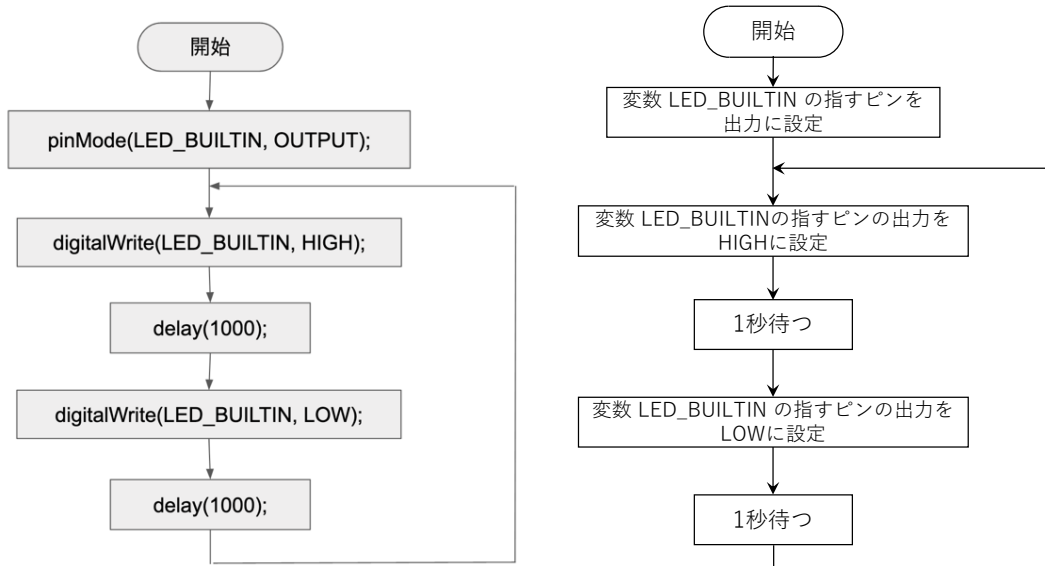 開始
pinMode(LED_BUILTIN, OUTPUT);
digitalWrite(LED_BUILTIN, HIGH);
delay(1000);
digitalWrite(LED_BUILTIN, LOW);
delay(1000);
開始
変数 LED_BUILTIN の指すピンを
出力に設定
変数 LED_BUILTINの指すピンの出力を
HIGHに設定
1秒待つ
変数 LED_BUILTIN の指すピンの出力を
LOWに設定
1秒待つ